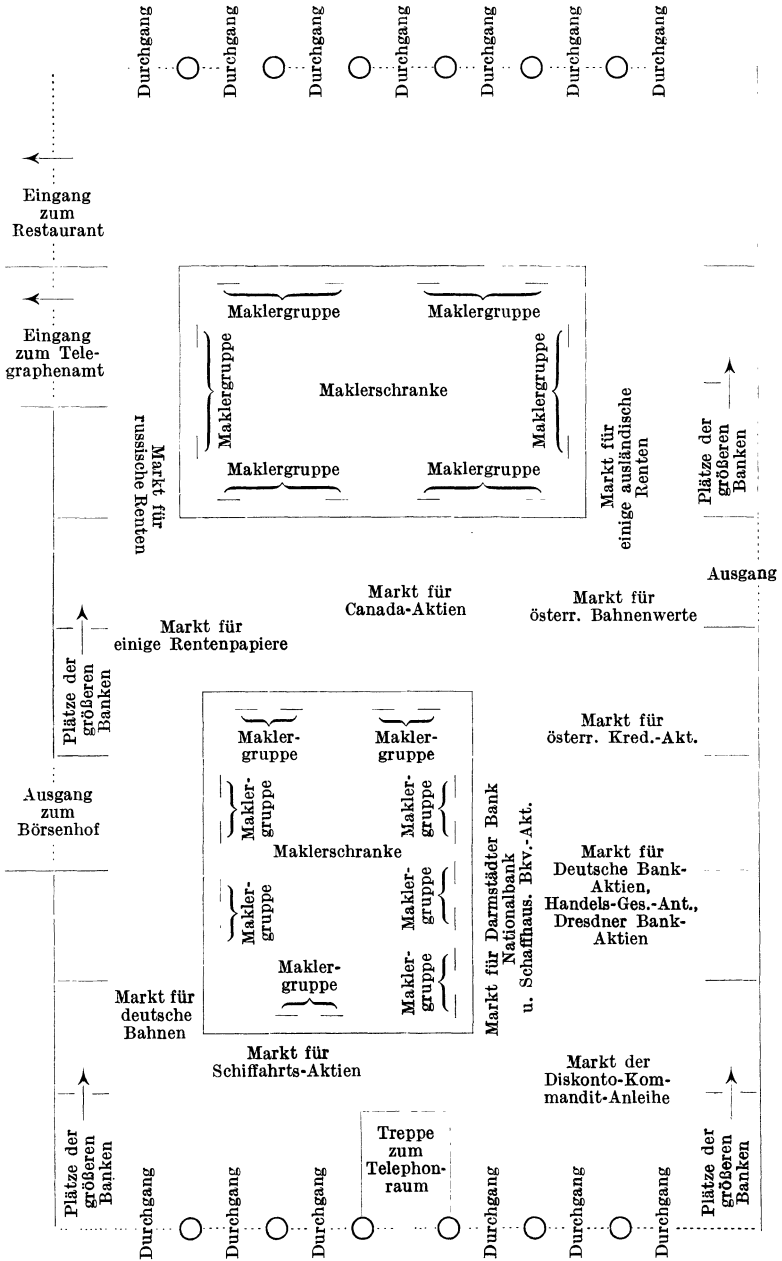 Durchgang
Durchgang
Durchgang
Durchgang
Durchgang
Durchgang
Durchgang
Eingang
zum
Restaurant
Eingang
zum Tele-
graphenamt
Maklergruppe
Maklergruppe
Maklergruppe
Maklerschranke
Maklergruppe
Maklergruppe
Maklergruppe
Markt für
russische Renten
Markt für
einige ausländische
Renten
Plätze der
größeren
Banken
Ausgang
Markt für
Canada-Aktien
Markt für
österr. Bahnenwerte
Markt für
einige Rentenpapiere
Plätze der
größeren
Banken
Makler-
gruppe
Makler-
gruppe
Markt für
österr. Kred.-Akt.
Ausgang
zum
Börsenhof
Makler-
gruppe
Makler-
gruppe
Maklerschranke
Makler-
gruppe
Makler-
gruppe
Makler-
gruppe
Makler-
gruppe
Markt für Darmstädter Bank
Nationalbank
u. Schaffhaus. Bkv.-Akt.
Markt für
Deutsche Bank-
Aktien,
Handels-Ges.-Ant.,
Dresdner Bank-
Aktien
Markt für
deutsche
Bahnen
Markt für
Schiffahrts-Aktien
Markt der
Diskonto-Kom-
mandit-Anleihe
Plätze der
größeren
Banken
Treppe
zum
Telephon-
raum
Plätze der
größeren
Banken
Durchgang
Durchgang
Durchgang
Durchgang
Durchgang
Durchgang